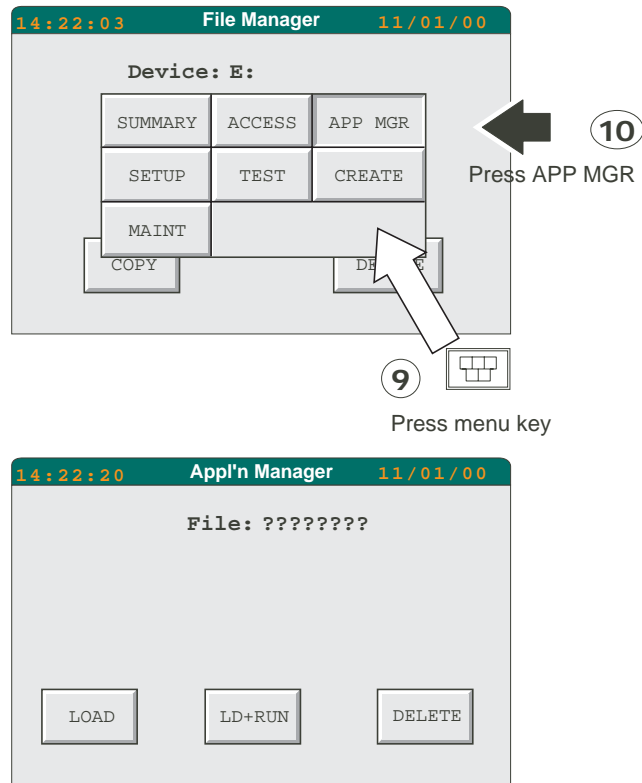 14:22:03 File Manager 11/01/00
Device: E:
SUMMARY ACCESS APP MGR
10
Press APP MGR
SETUP TEST CREATE
MAINT
COPY
9
Press menu key
14:22:20 Appl'n Manager 11/01/00
File: ????????
LOAD LD+RUN DELETE